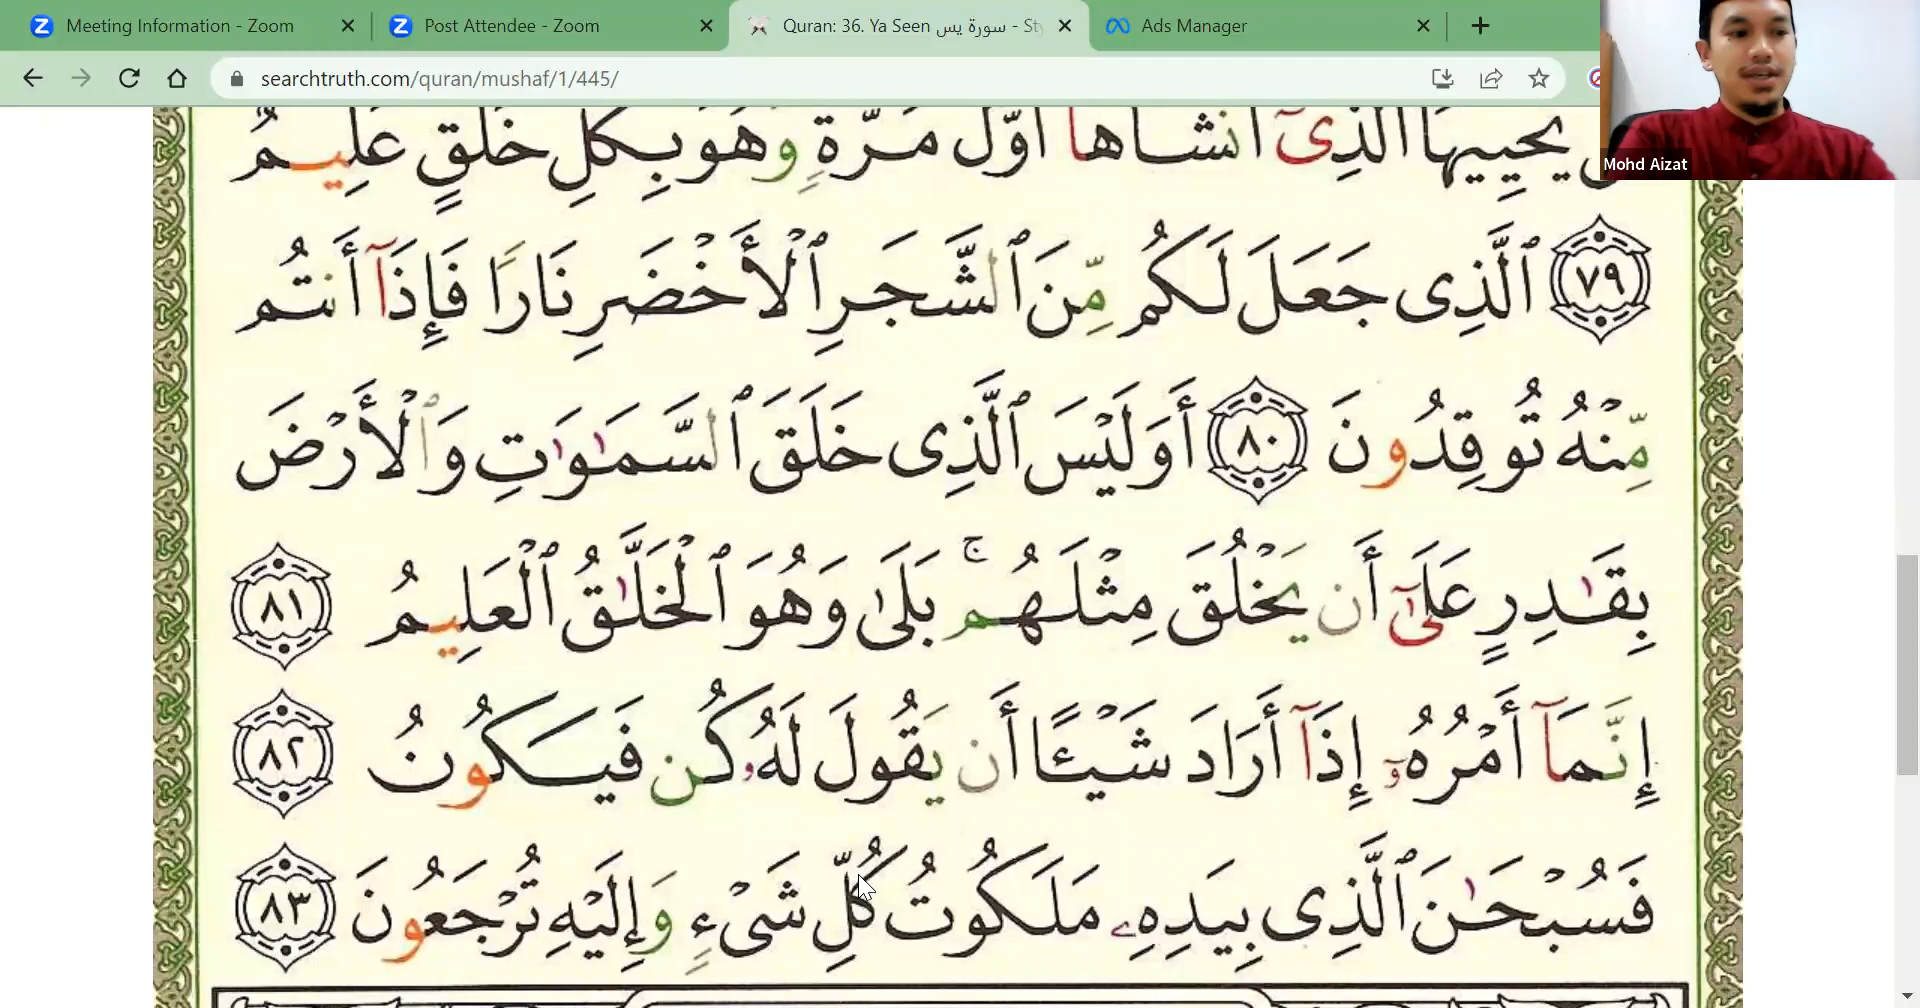 Meeting Information - Zoom
Post Attendee - Zoom
Quran: 36. Ya Seen سورة يس - Sty
Ads Manager
searchtruth.com/quran/mushaf/1/445/
Mohd Aizat
يُحۡيِيهَا ٱلَّذِىٓ أَنشَأَهَآ أَوَّلَ مَرَّةٖۖ وَهُوَ بِكُلِّ خَلۡقٍ عَلِيمٌ
٧٩ ٱلَّذِى جَعَلَ لَكُم مِّنَ ٱلشَّجَرِ ٱلۡأَخۡضَرِ نَارٗا فَإِذَآ أَنتُم
مِّنۡهُ تُوقِدُونَ ٨٠ أَوَلَيۡسَ ٱلَّذِى خَلَقَ ٱلسَّمَٰوَٰتِ وَٱلۡأَرۡضَ
بِقَٰدِرٍ عَلَىٰٓ أَن يَخۡلُقَ مِثۡلَهُمۚ بَلَىٰ وَهُوَ ٱلۡخَلَّٰقُ ٱلۡعَلِيمُ ٨١
إِنَّمَآ أَمۡرُهُۥٓ إِذَآ أَرَادَ شَيۡـًٔا أَن يَقُولَ لَهُۥ كُن فَيَكُونُ ٨٢
فَسُبۡحَٰنَ ٱلَّذِى بِيَدِهِۦ مَلَكُوتُ كُلِّ شَىۡءٖ وَإِلَيۡهِ تُرۡجَعُونَ ٨٣